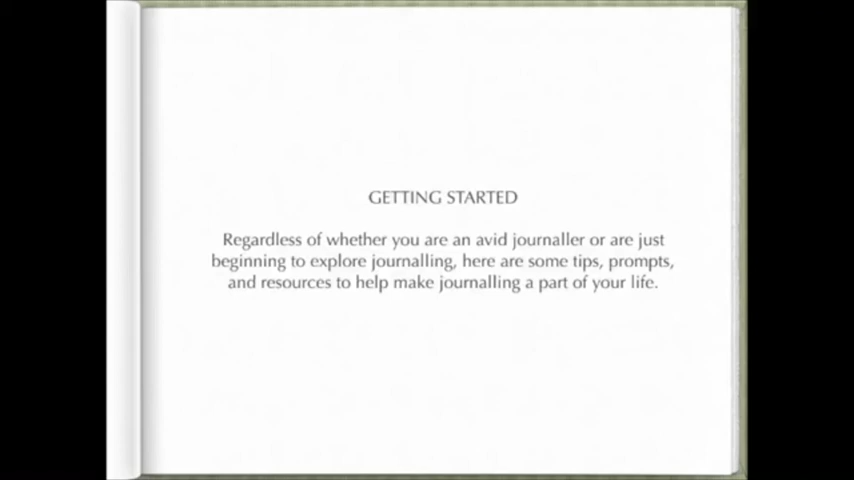 GETTING STARTED
Regardless of whether you are an avid journaller or are just
beginning to explore journalling, here are some tips, prompts,
and resources to help make journalling a part of your life.